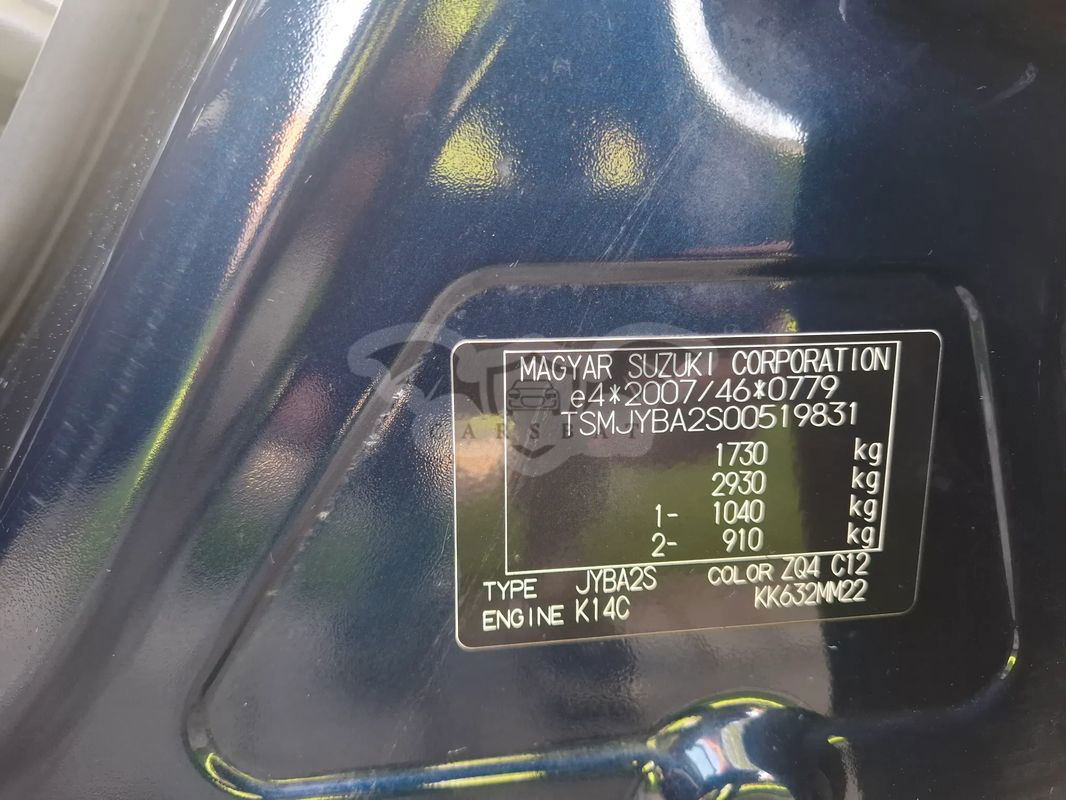 MAGYAR SUZUKI CORPORATION
e4*2007/46*0779
TSMJYBA2S00519831
1730 kg
2930 kg
1- 1040 kg
2- 910 kg
TYPE JYBA2S COLOR ZQ4 C12
ENGINE K14C KK632MM22
CARSBAT